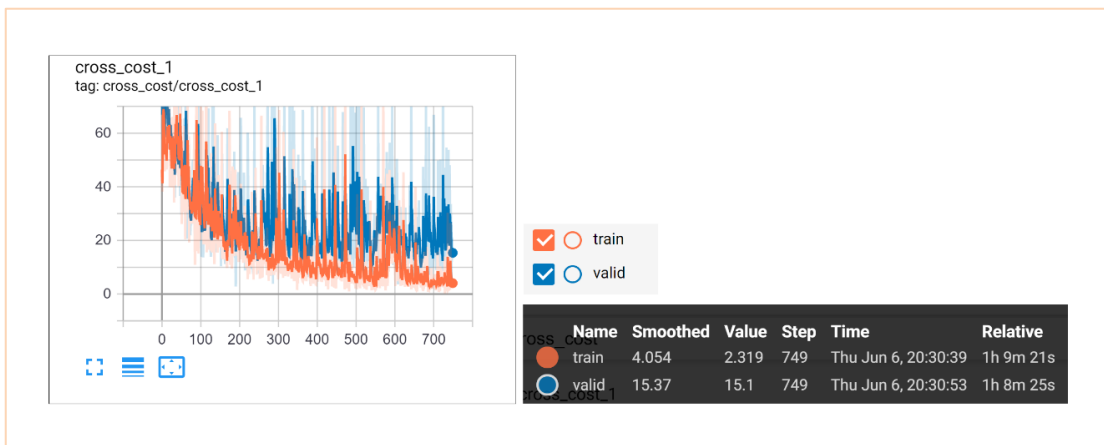 cross_cost_1
tag: cross_cost/cross_cost_1
60
40
20
0
0 100 200 300 400 500 600 700
train
valid
Name Smoothed Value Step Time Relative
oss_cost
train 4.054 2.319 749 Thu Jun 6, 20:30:39 1h 9m 21s
valid 15.37 15.1 749 Thu Jun 6, 20:30:53 1h 8m 25s
cross_cost_1